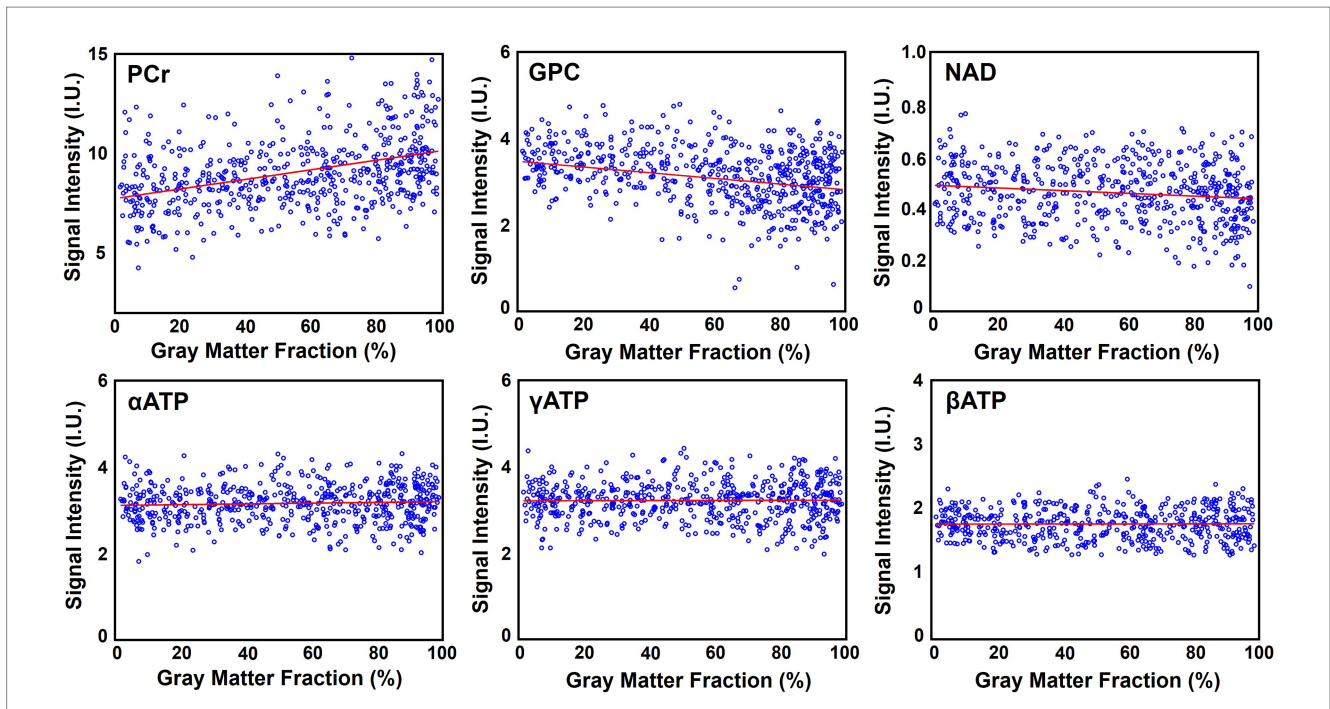 PCr
Signal Intensity (I.U.)
15
10
5
0 20 40 60 80 100
Gray Matter Fraction (%)
GPC
Signal Intensity (I.U.)
6
4
2
0
0 20 40 60 80 100
Gray Matter Fraction (%)
NAD
Signal Intensity (I.U.)
1.0
0.8
0.6
0.4
0.2
0
0 20 40 60 80 100
Gray Matter Fraction (%)
αATP
Signal Intensity (I.U.)
6
4
2
0
0 20 40 60 80 100
Gray Matter Fraction (%)
γATP
Signal Intensity (I.U.)
6
4
2
0
0 20 40 60 80 100
Gray Matter Fraction (%)
βATP
Signal Intensity (I.U.)
4
3
2
1
0
0 20 40 60 80 100
Gray Matter Fraction (%)